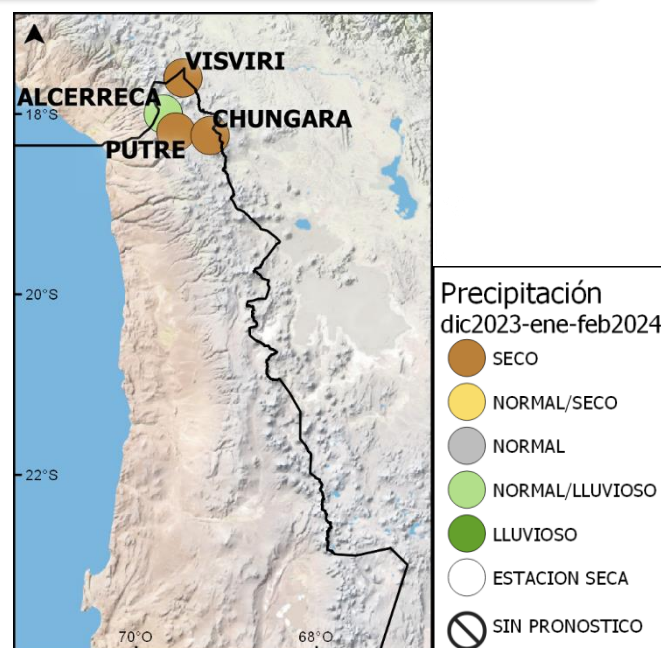 VISVIRI
ALCERRECA
18°S
CHUNGARA
PUTRE
20°S
22°S
70°O
68°O
Precipitación
dic2023-ene-feb2024
SECO
NORMAL/SECO
NORMAL
NORMAL/LLUVIOSO
LLUVIOSO
ESTACION SECA
SIN PRONOSTICO